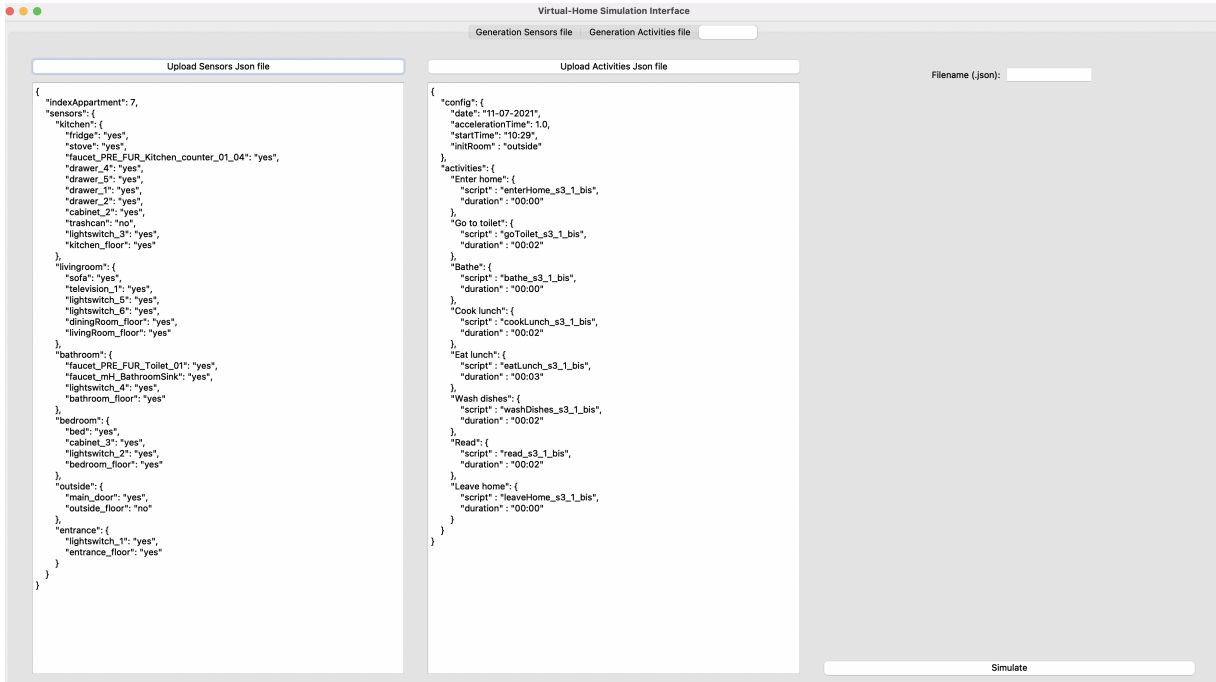 Virtual-Home Simulation Interface
Generation Sensors file Generation Activities file
Upload Sensors Json file
{
"indexAppartment": 7,
"sensors": {
"kitchen": {
"fridge": "yes",
"stove": "yes",
"faucet_PRE_FUR_Kitchen_counter_01_04": "yes",
"drawer_4": "yes",
"drawer_5": "yes",
"drawer_1": "yes",
"drawer_2": "yes",
"cabinet_2": "yes",
"trashcan": "no",
"lightswitch_3": "yes",
"kitchen_floor": "yes"
},
"livingroom": {
"sofa": "yes",
"television_1": "yes",
"lightswitch_5": "yes",
"lightswitch_6": "yes",
"diningRoom_floor": "yes",
"livingRoom_floor": "yes"
},
"bathroom": {
"faucet_PRE_FUR_Toilet_01": "yes",
"faucet_mH_BathroomSink": "yes",
"lightswitch_4": "yes",
"bathroom_floor": "yes"
},
"bedroom": {
"bed": "yes",
"cabinet_3": "yes",
"lightswitch_2": "yes",
"bedroom_floor": "yes"
},
"outside": {
"main_door": "yes",
"outside_floor": "no"
},
"entrance": {
"lightswitch_1": "yes",
"entrance_floor": "yes"
}
}
}
Upload Activities Json file
{
"config": {
"date": "11-07-2021",
"accelerationTime": 1.0,
"startTime": "10:29",
"initRoom" : "outside"
},
"activities": {
"Enter home": {
"script" : "enterHome_s3_1_bis",
"duration" : "00:00"
},
"Go to toilet": {
"script" : "goToilet_s3_1_bis",
"duration" : "00:02"
},
"Bathe": {
"script" : "bathe_s3_1_bis",
"duration" : "00:00"
},
"Cook lunch": {
"script" : "cookLunch_s3_1_bis",
"duration" : "00:02"
},
"Eat lunch": {
"script" : "eatLunch_s3_1_bis",
"duration" : "00:03"
},
"Wash dishes": {
"script" : "washDishes_s3_1_bis",
"duration" : "00:02"
},
"Read": {
"script" : "read_s3_1_bis",
"duration" : "00:02"
},
"Leave home": {
"script" : "leaveHome_s3_1_bis",
"duration" : "00:00"
}
}
}
Filename (.json):
Simulate